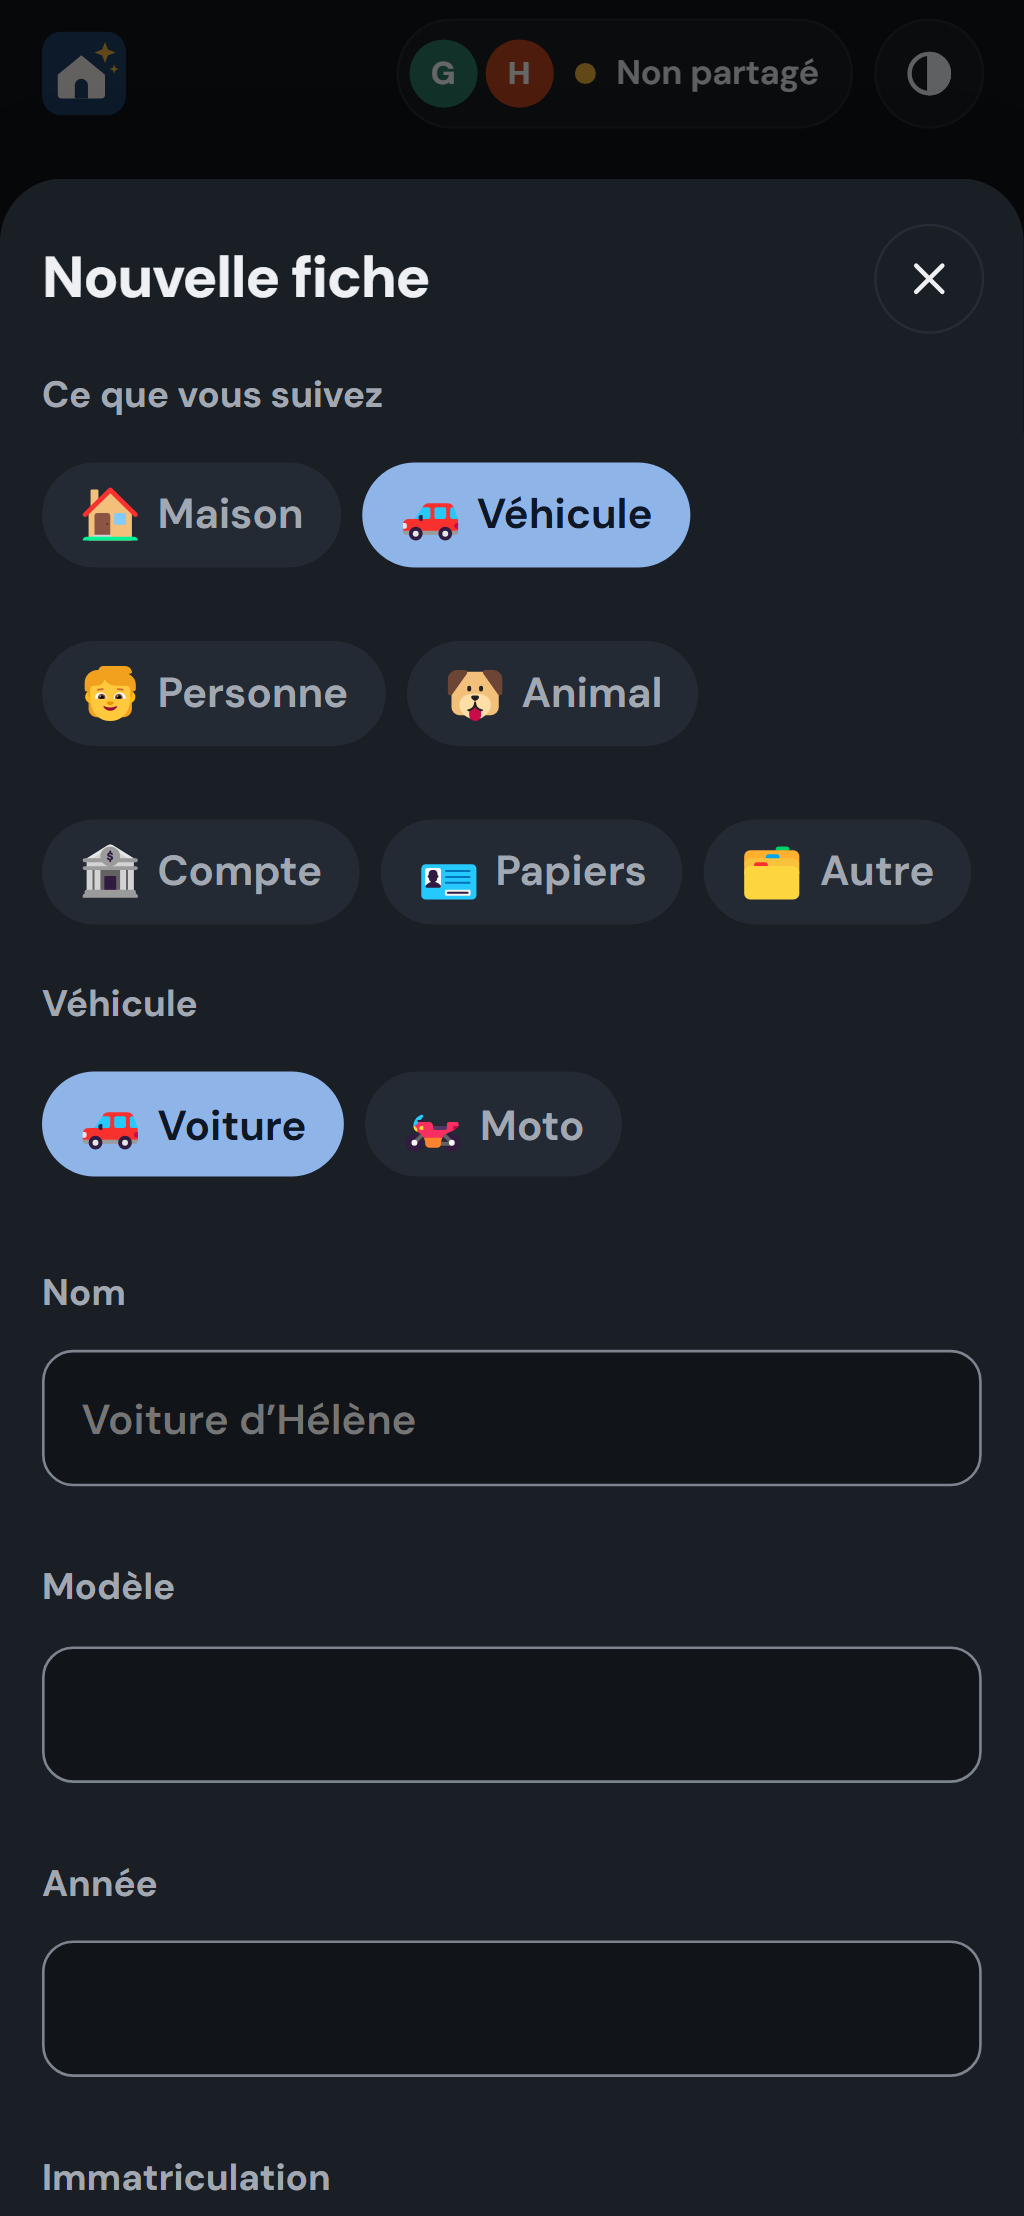 G H Non partagé
Nouvelle fiche
Ce que vous suivez
Maison Véhicule
Personne Animal
Compte Papiers Autre
Véhicule
Voiture Moto
Nom
Voiture d’Hélène
Modèle
Année
Immatriculation